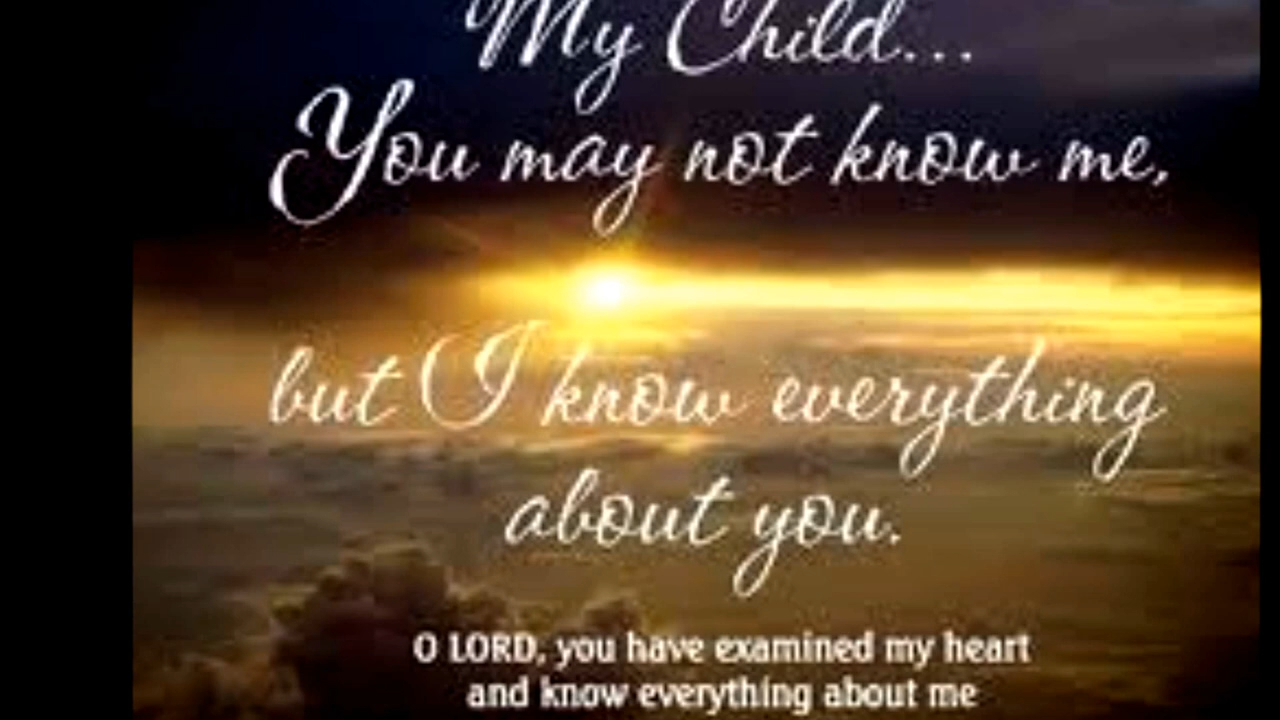 My Child...
You may not know me,
but I know everything
about you.
O LORD, you have examined my heart
and know everything about me